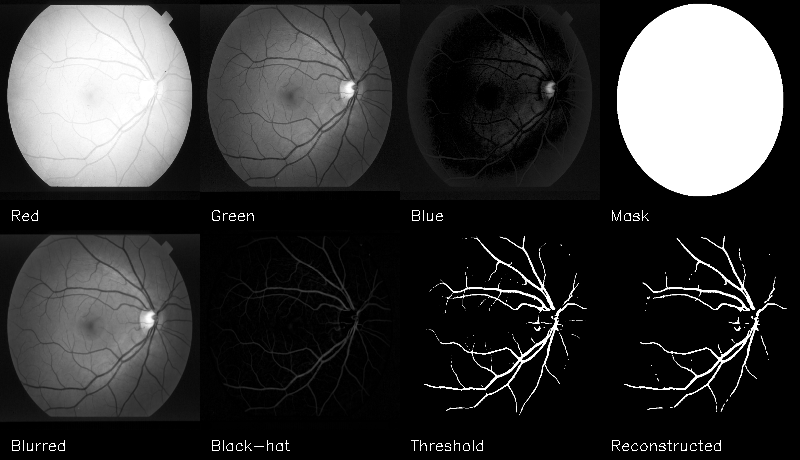 Red
Green
Blue
Mask
Blurred
Black-hat
Threshold
Reconstructed